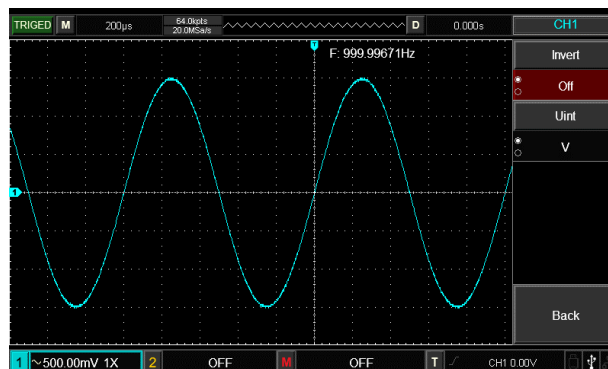 TRIGED M 200μs 64.0kpts D 0.000s CH1
20.0MSa/s
T
F: 999.99671Hz
Invert
Off
Uint
V
1
Back
1 ~500.00mV 1X 2 OFF M OFF T CH1 0.00V